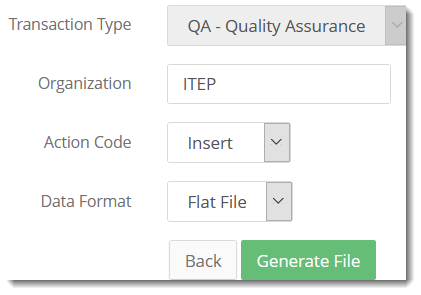 Transaction Type QA - Quality Assurance
Organization ITEP
Action Code Insert
Data Format Flat File
Back Generate File